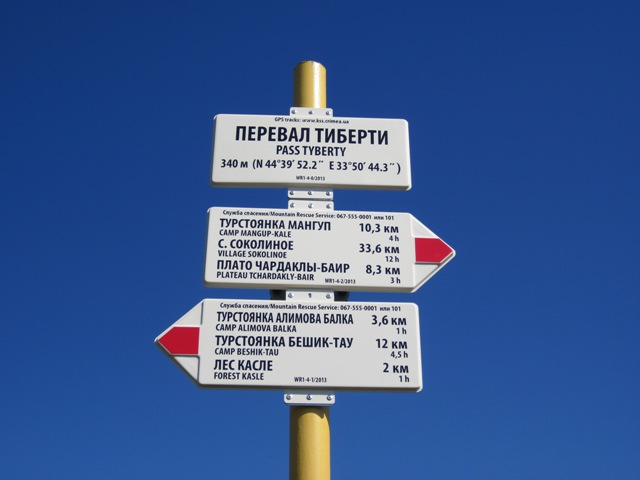 GPS tracks: www.kss.crimea.ua
ПЕРЕВАЛ ТИБЕРТИ
PASS TYBERTY
340 м (N 44°39′ 52.2″ E 33°50′ 44.3″)
WR1-4-0/2013
Служба спасения/Mountain Rescue Service: 067-555-0001 или 101
ТУРСТОЯНКА МАНГУП 10,3 км
CAMP MANGUP-KALE 4 h
С. СОКОЛИНОЕ 33,6 км
VILLAGE SOKOLINOE 12 h
ПЛАТО ЧАРДАКЛЫ-БАИР 8,3 км
PLATEAU TCHARDAKLY-BAIR WR1-4-2/2013 3 h
Служба спасения/Mountain Rescue Service: 067-555-0001 или 101
ТУРСТОЯНКА АЛИМОВА БАЛКА 3,6 км
CAMP ALIMOVA BALKA 1 h
ТУРСТОЯНКА БЕШИК-ТАУ 12 км
CAMP BESHIK-TAU 4,5 h
ЛЕС КАСЛЕ 2 км
FOREST KASLE WR1-4-1/2013 1 h